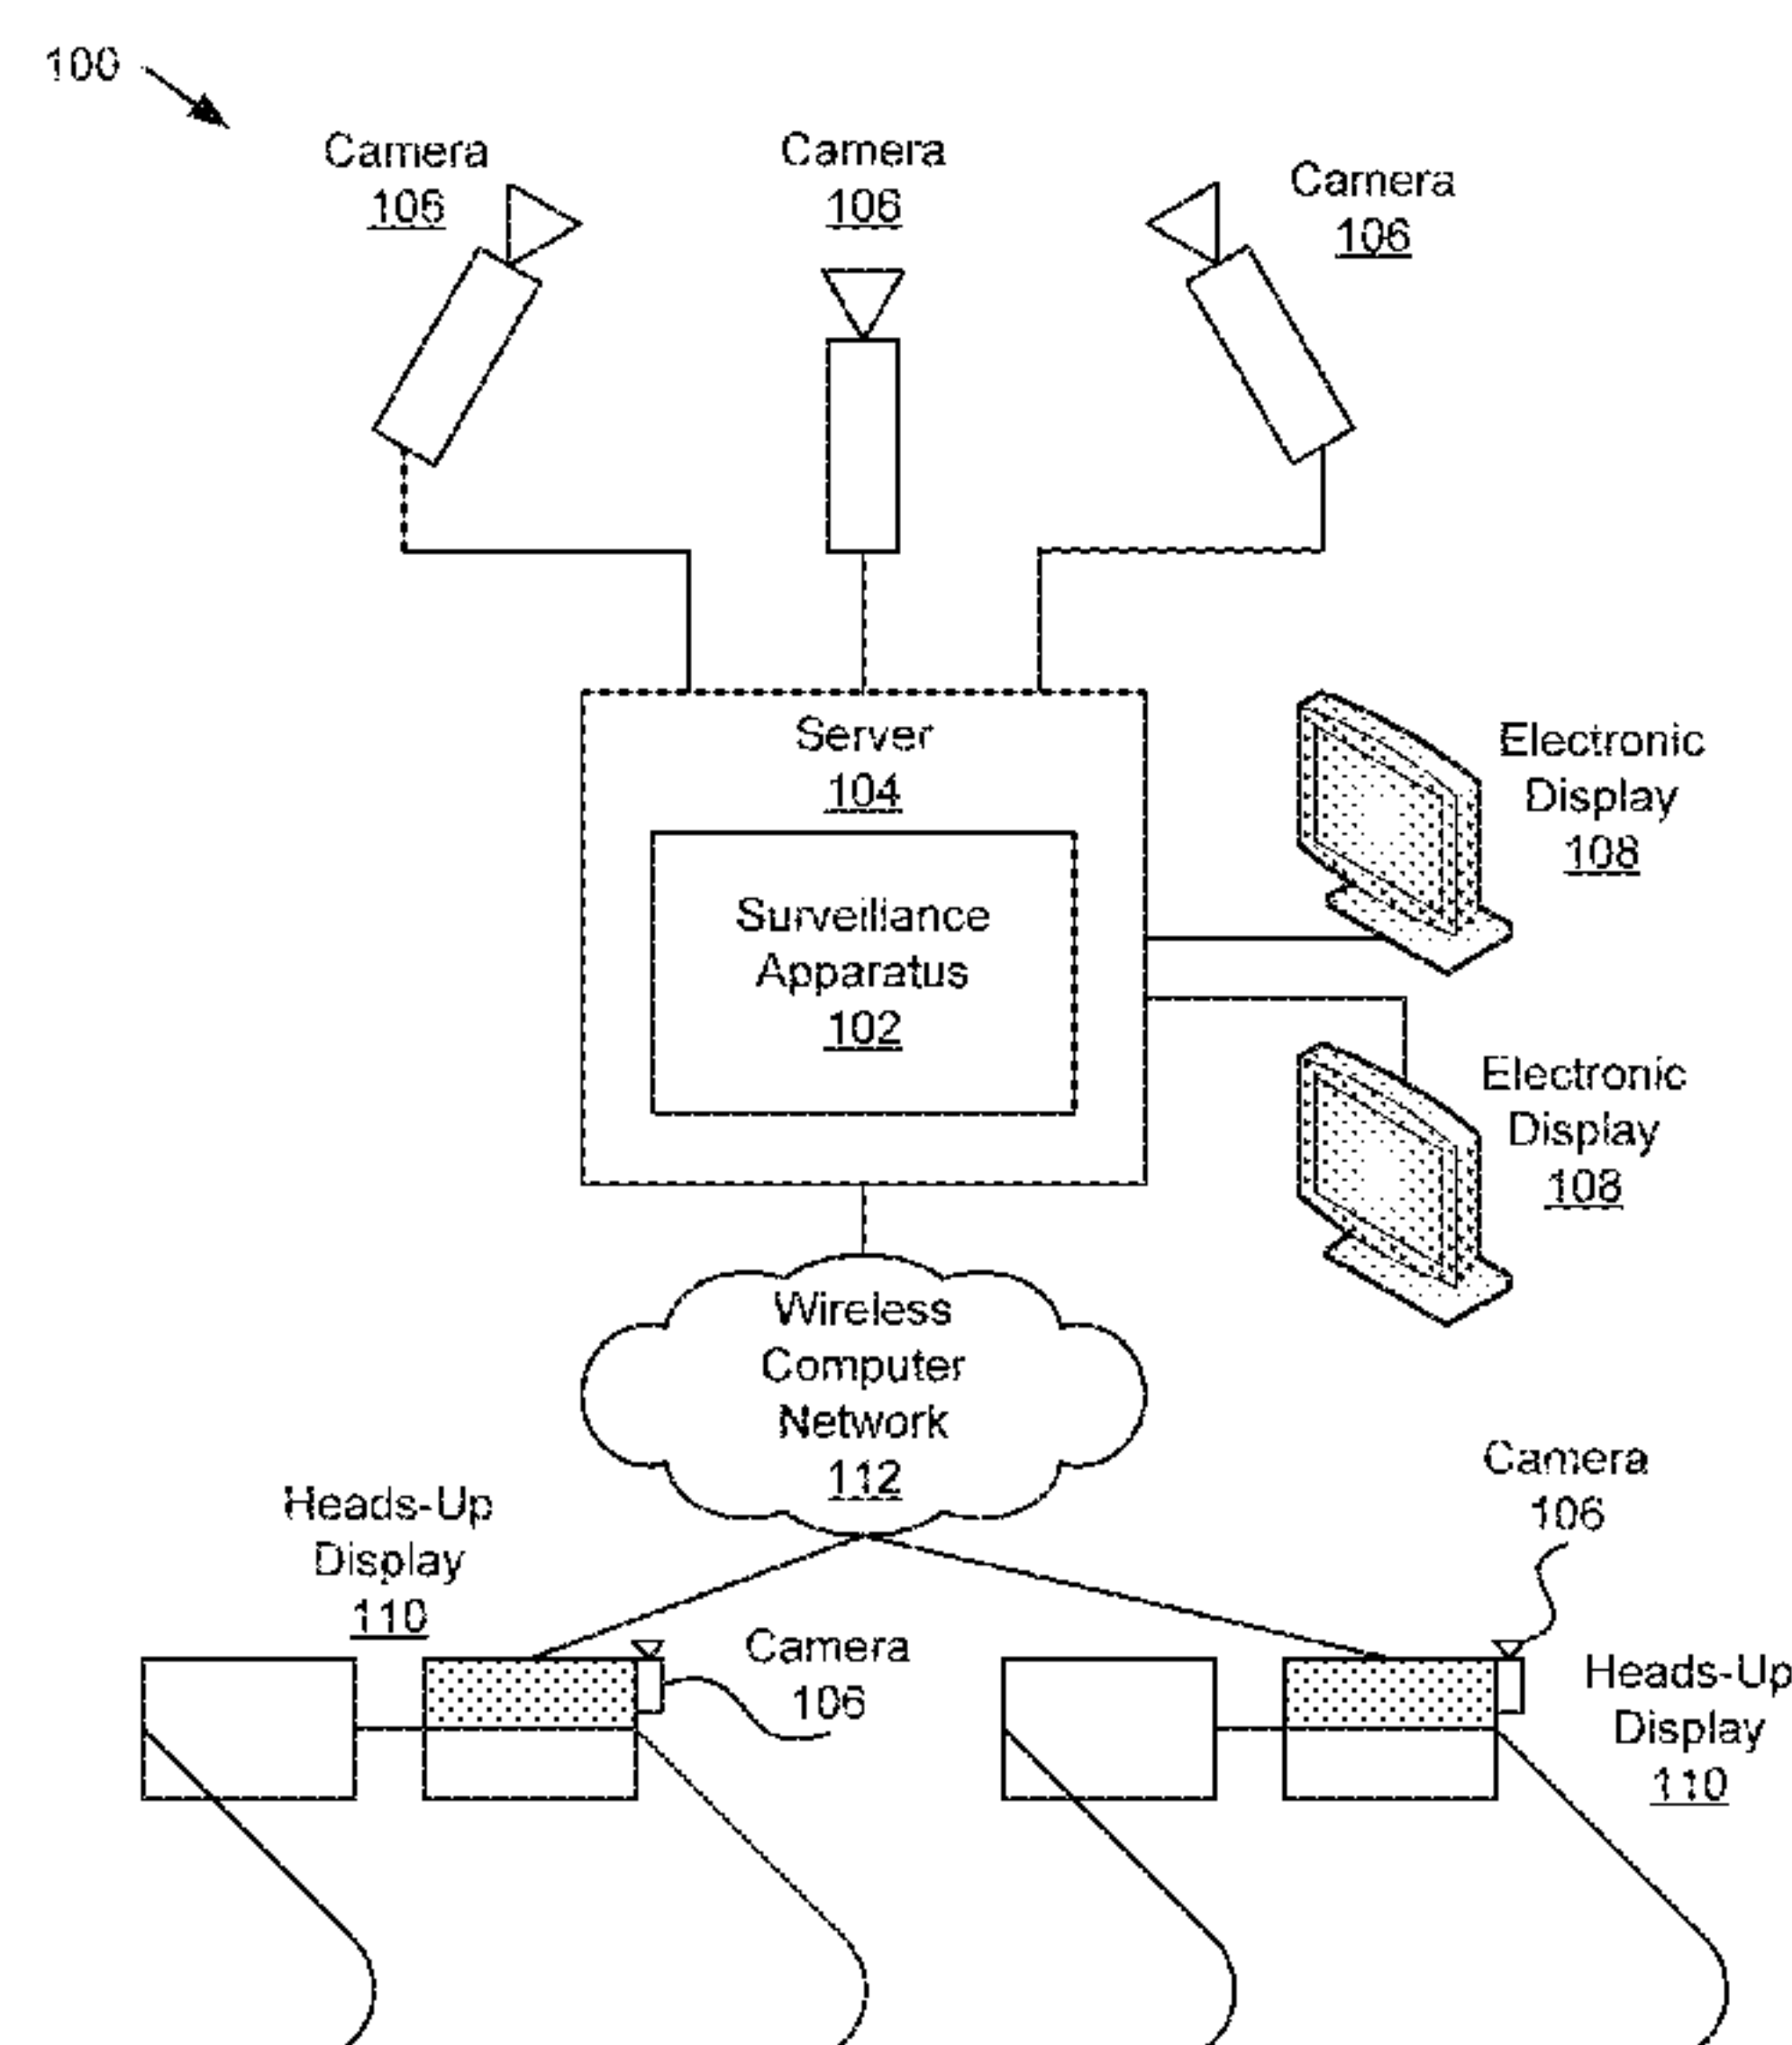 100
Camera
106
Camera
106
Camera
106
Server
104
Surveillance
Apparatus
102
Electronic
Display
108
Electronic
Display
108
Wireless
Computer
Network
112
Heads-Up
Display
110
Camera
106
Camera
106
Heads-Up
Display
110